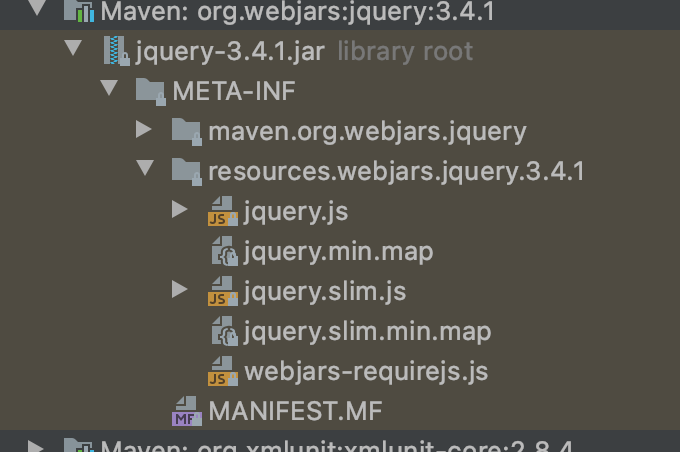 Maven: org.webjars:jquery:3.4.1
jquery-3.4.1.jar library root
META-INF
maven.org.webjars.jquery
resources.webjars.jquery.3.4.1
JS jquery.js
jquery.min.map
JS jquery.slim.js
jquery.slim.min.map
JS webjars-requirejs.js
MF MANIFEST.MF
Maven: org.xmlunit:xmlunit-core:2.8.4